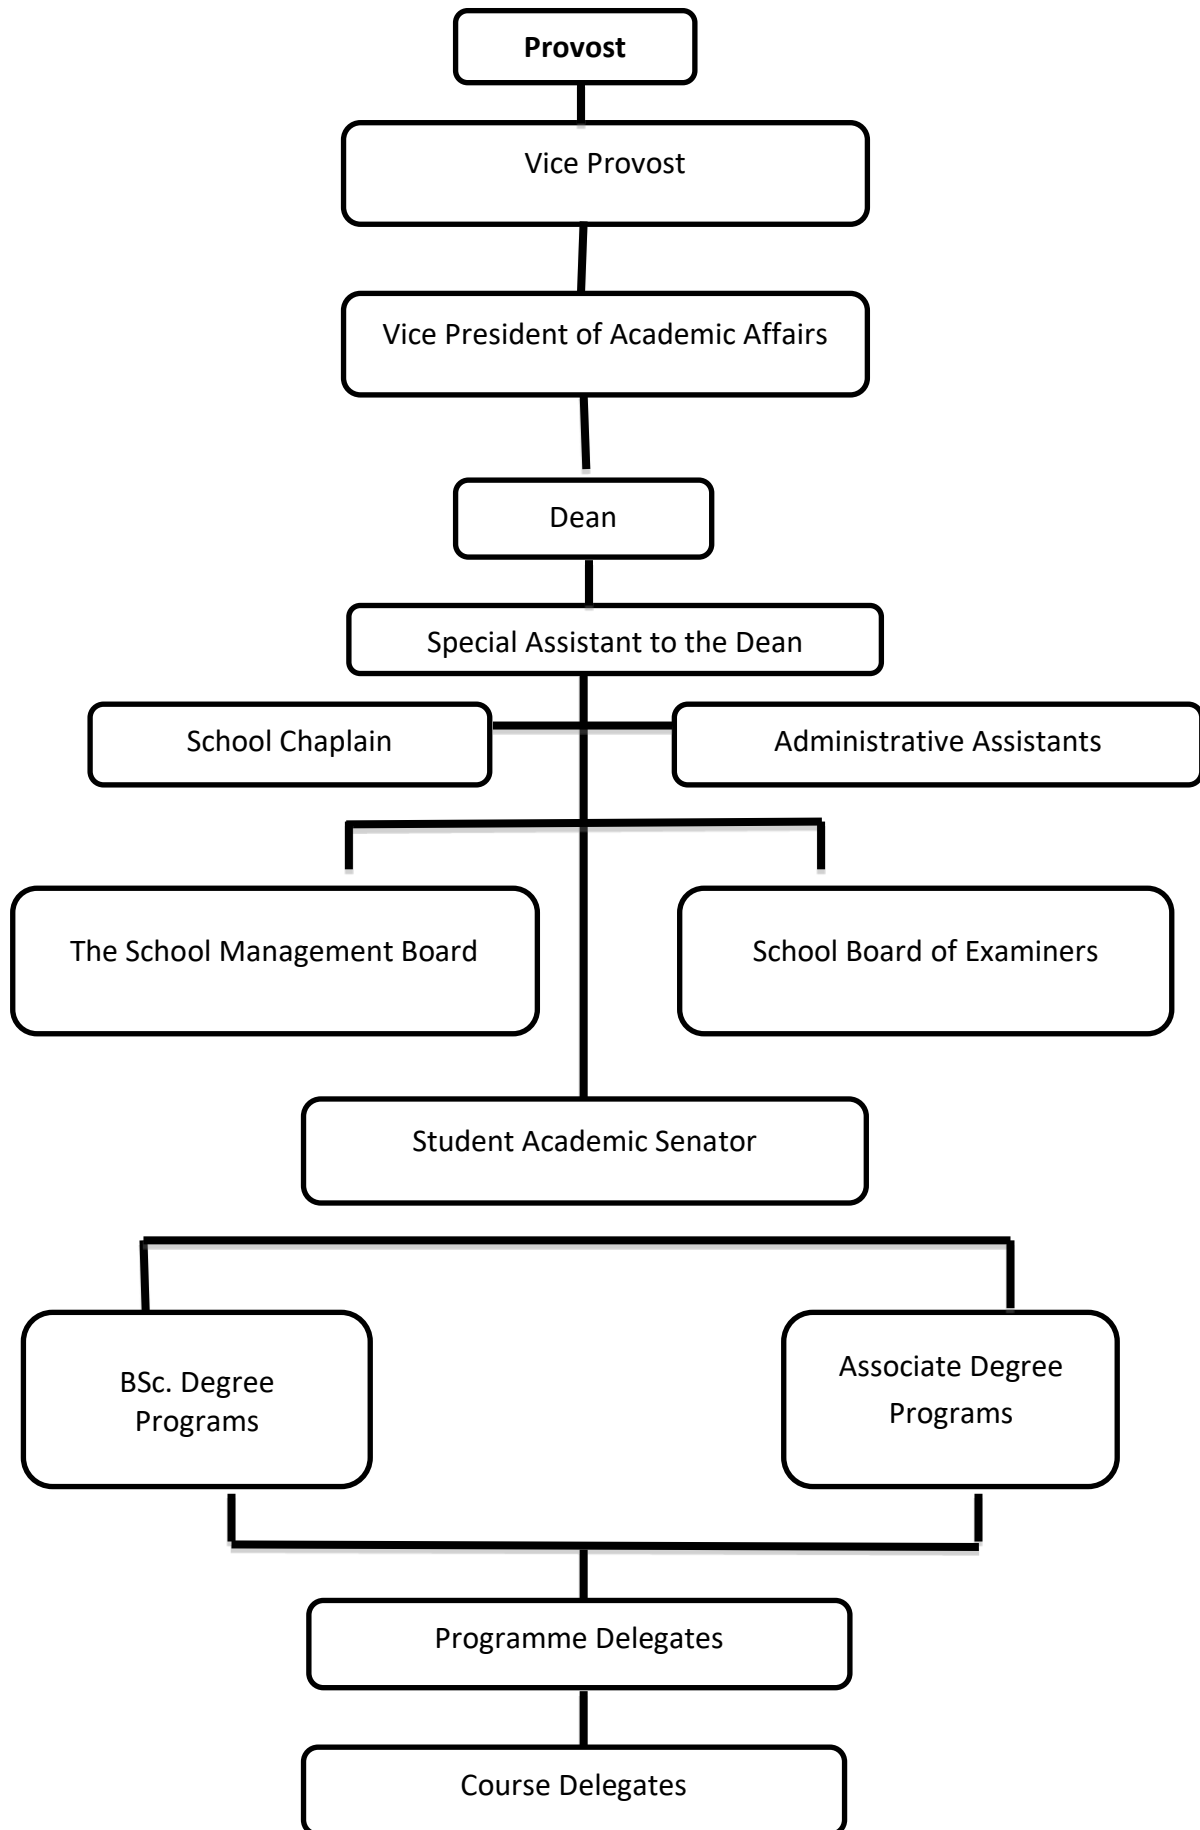 Provost
Vice Provost
Vice President of Academic Affairs
Dean
Special Assistant to the Dean
School Chaplain
Administrative Assistants
The School Management Board
School Board of Examiners
Student Academic Senator
BSc. Degree
Programs
Associate Degree
Programs
Programme Delegates
Course Delegates